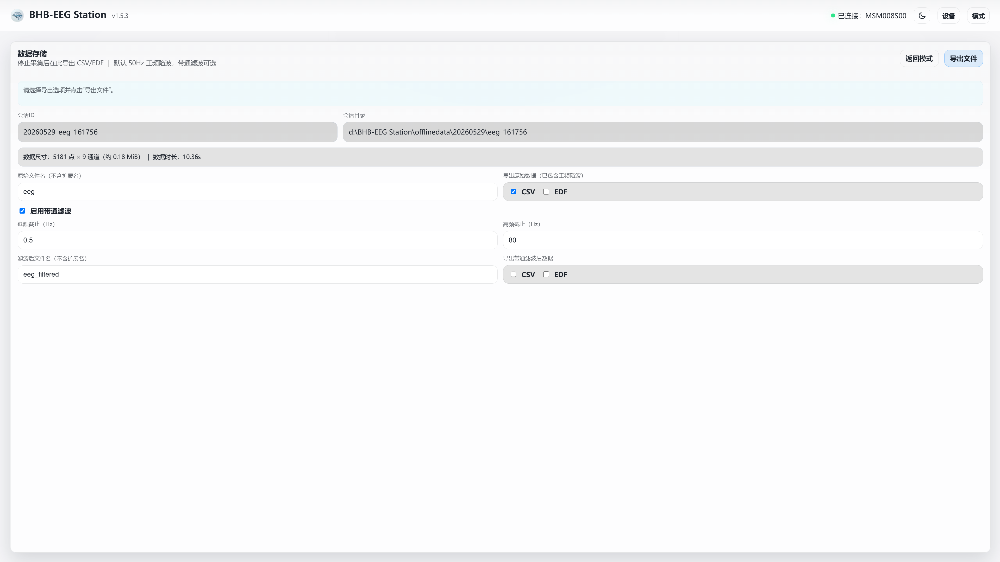 BHB-EEG Station v1.5.3
已连接：MSM008S00
设备
模式
数据存储
停止采集后在此导出 CSV/EDF ｜ 默认 50Hz 工频陷波，带通滤波可选
返回模式
导出文件
请选择导出选项并点击“导出文件”。
会话ID
会话目录
20260529_eeg_161756
d:\BHB-EEG Station\offlinedata\20260529\eeg_161756
数据尺寸：5181 点 × 9 通道（约 0.18 MiB） ｜ 数据时长：10.36s
原始文件名（不含扩展名）
导出原始数据（已包含工频陷波）
eeg
CSV EDF
启用带通滤波
低频截止（Hz）
高频截止（Hz）
0.5
80
滤波后文件名（不含扩展名）
导出带通滤波后数据
eeg_filtered
CSV EDF